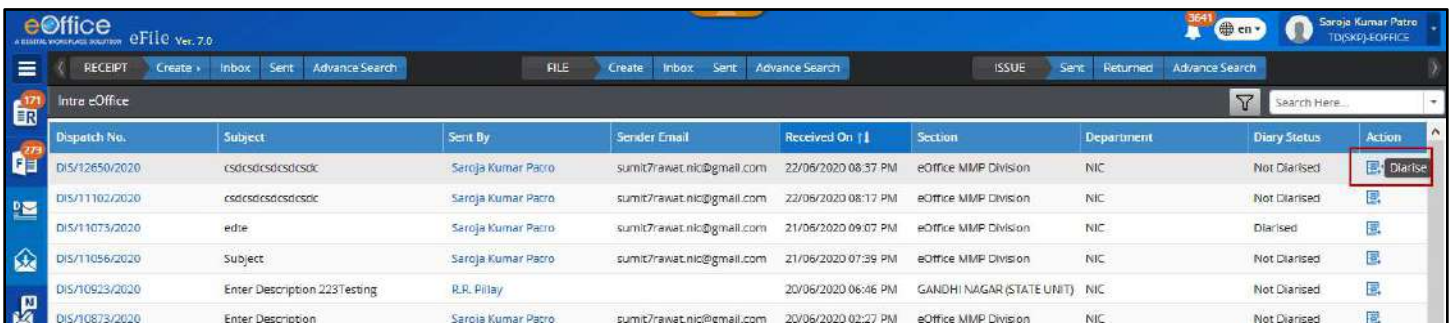 eOffice
A DIGITAL WORKPLACE SOLUTION eFile Ver. 7.0
3641 en Saroja Kumar Patro
TD(SKP)-EOFFICE
RECEIPT Create Inbox Sent Advance Search FILE Create Inbox Sent Advance Search ISSUE Sent Returned Advance Search
171 R Intra eOffice Search Here...
Dispatch No. Subject Sent By Sender Email Received On Section Department Diary Status Action
273 F
DIS/12650/2020 csdcsdcsdcsdcsdc Saroja Kumar Patro sumit7rawat.nic@gmail.com 22/06/2020 08:37 PM eOffice MMP Division NIC Not Diarised Diarise
D
DIS/11102/2020 csdcsdcsdcsdcsdc Saroja Kumar Patro sumit7rawat.nic@gmail.com 22/06/2020 08:17 PM eOffice MMP Division NIC Not Diarised
DIS/11073/2020 edte Saroja Kumar Patro sumit7rawat.nic@gmail.com 21/06/2020 09:07 PM eOffice MMP Division NIC Diarised
DIS/11056/2020 Subject Saroja Kumar Patro sumit7rawat.nic@gmail.com 21/06/2020 07:39 PM eOffice MMP Division NIC Not Diarised
DIS/10923/2020 Enter Description 223Testing R.R. Pillay 20/06/2020 06:46 PM GANDHI NAGAR (STATE UNIT) NIC Not Diarised
N
DIS/10873/2020 Enter Description Saroja Kumar Patro sumit7rawat.nic@gmail.com 20/06/2020 02:27 PM eOffice MMP Division NIC Not Diarised